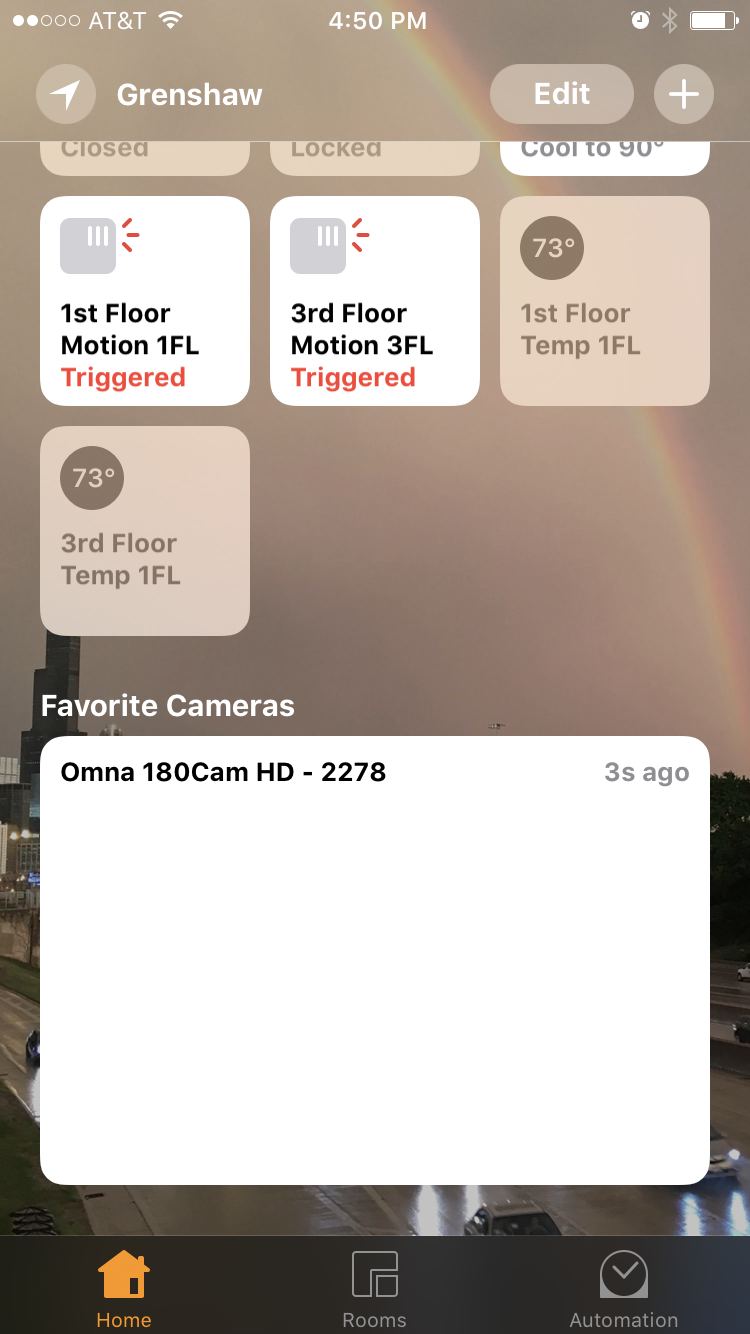 AT&T 4:50 PM
Grenshaw Edit
Closed Locked Cool to 90°
1st Floor
Motion 1FL
Triggered
3rd Floor
Motion 3FL
Triggered
73°
1st Floor
Temp 1FL
73°
3rd Floor
Temp 1FL
Favorite Cameras
Omna 180Cam HD - 2278 3s ago
Home Rooms Automation